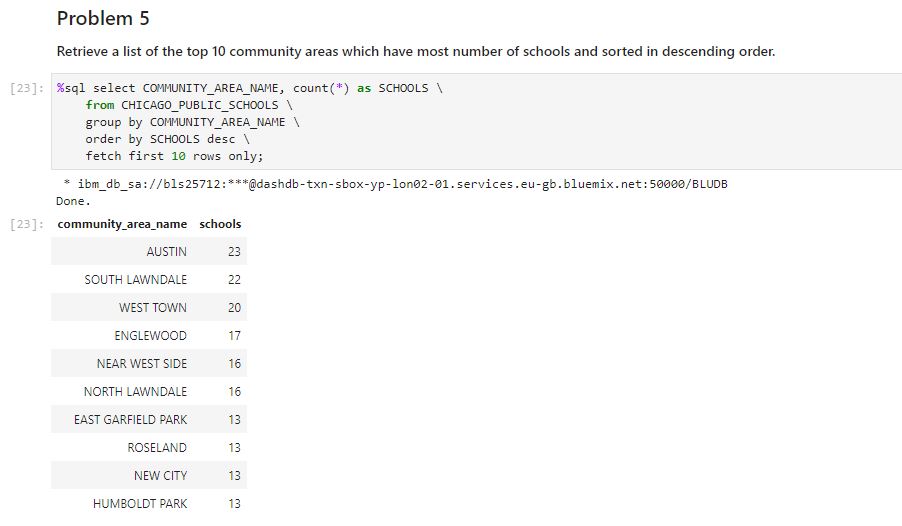 Problem 5
Retrieve a list of the top 10 community areas which have most number of schools and sorted in descending order.
[23]: %sql select COMMUNITY_AREA_NAME, count(*) as SCHOOLS \
from CHICAGO_PUBLIC_SCHOOLS \
group by COMMUNITY_AREA_NAME \
order by SCHOOLS desc \
fetch first 10 rows only;
* ibm_db_sa://bls25712:***@dashdb-txn-sbox-yp-lon02-01.services.eu-gb.bluemix.net:50000/BLUDB
Done.
[23]: community_area_name schools
AUSTIN 23
SOUTH LAWNDALE 22
WEST TOWN 20
ENGLEWOOD 17
NEAR WEST SIDE 16
NORTH LAWNDALE 16
EAST GARFIELD PARK 13
ROSELAND 13
NEW CITY 13
HUMBOLDT PARK 13